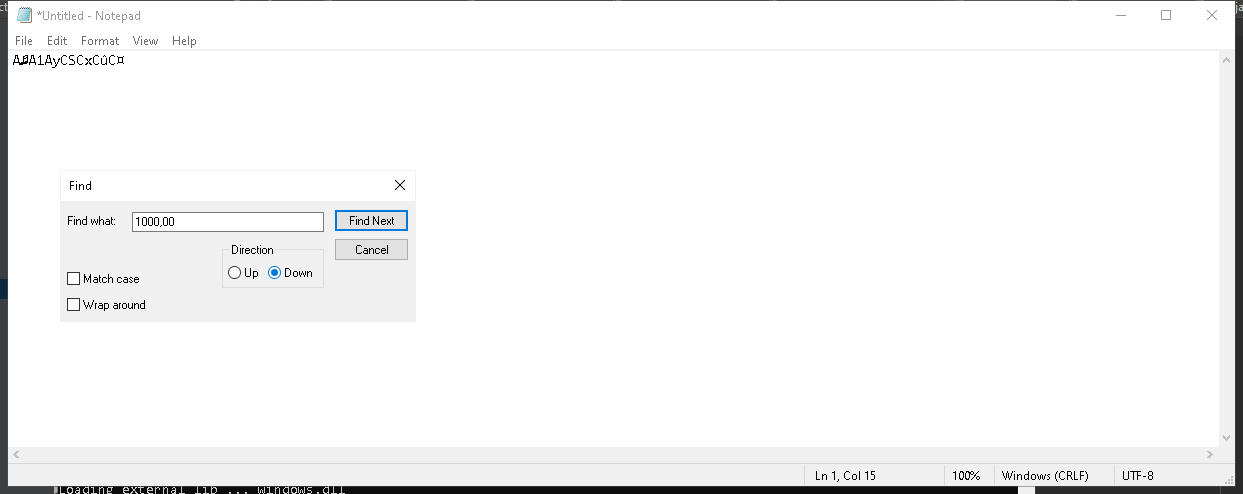 *Untitled - Notepad
File Edit Format View Help
A♫A1AyCSCxCûC¤
Find
Find what: 1000,00 Find Next
Direction Cancel
Up Down
Match case
Wrap around
Ln 1, Col 15 100% Windows (CRLF) UTF-8
Loading external lib ... windows.dll